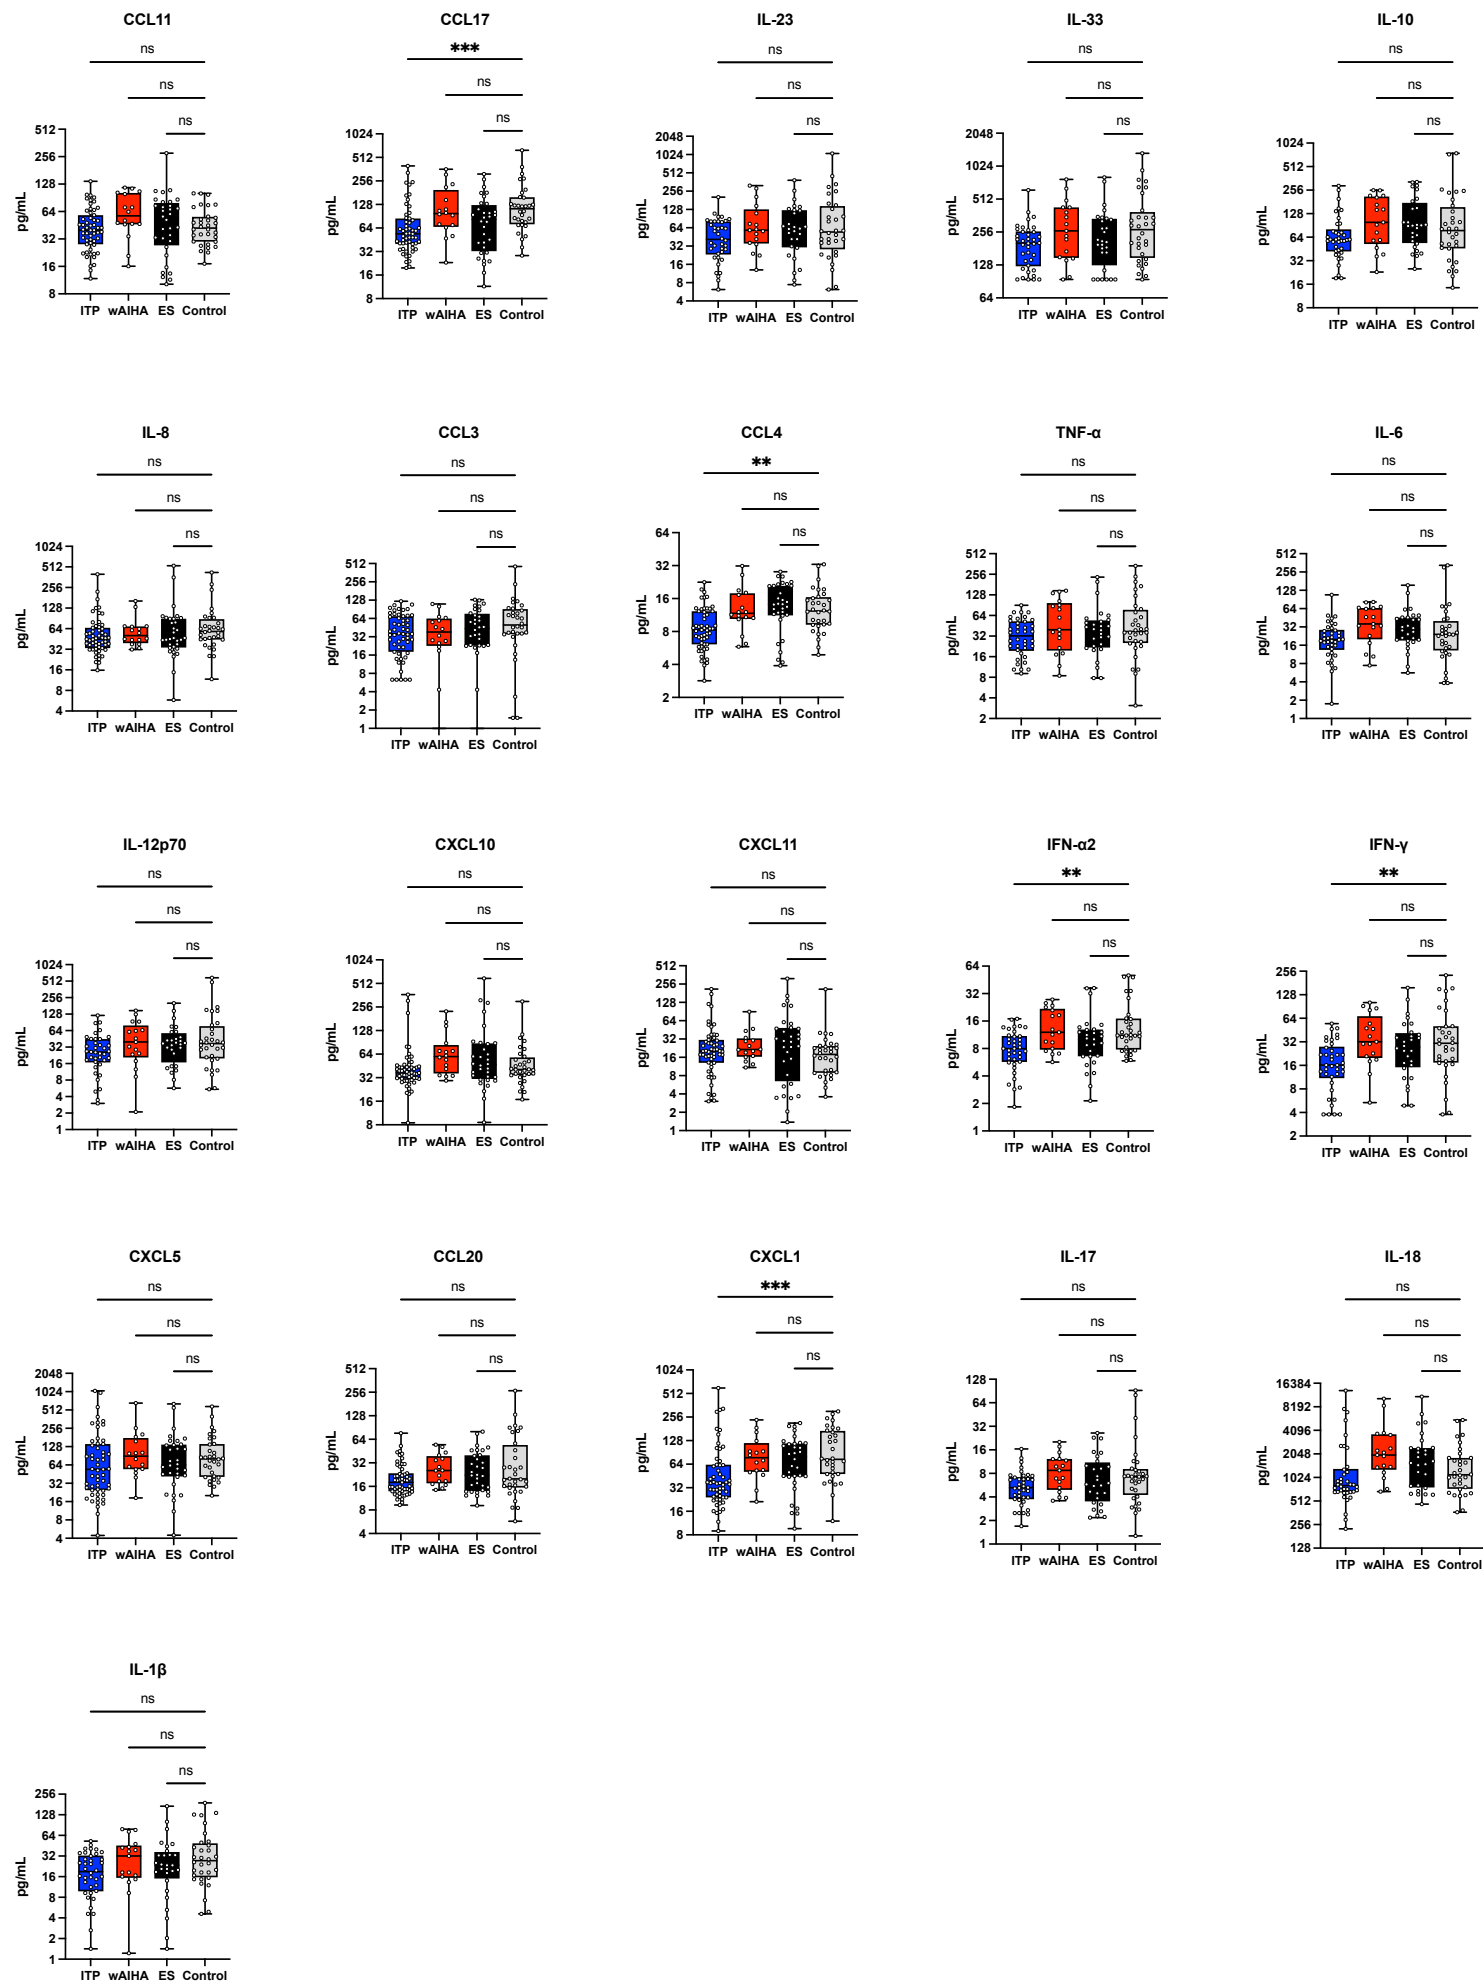 CCL11
ns
ns
ns
512
256
128
64
32
16
8
pg/mL
ITP wAIHA ES Control
CCL17
***
ns
ns
1024
512
256
128
64
32
16
8
pg/mL
ITP wAIHA ES Control
IL-23
ns
ns
ns
2048
1024
512
256
128
64
32
16
8
4
pg/mL
ITP wAIHA ES Control
IL-33
ns
ns
ns
2048
1024
512
256
128
64
pg/mL
ITP wAIHA ES Control
IL-10
ns
ns
ns
1024
512
256
128
64
32
16
8
pg/mL
ITP wAIHA ES Control
IL-8
ns
ns
ns
1024
512
256
128
64
32
16
8
4
pg/mL
ITP wAIHA ES Control
CCL3
ns
ns
ns
512
256
128
64
32
16
8
4
2
1
pg/mL
ITP wAIHA ES Control
CCL4
**
ns
ns
64
32
16
8
4
2
pg/mL
ITP wAIHA ES Control
TNF-α
ns
ns
ns
512
256
128
64
32
16
8
4
2
pg/mL
ITP wAIHA ES Control
IL-6
ns
ns
ns
512
256
128
64
32
16
8
4
2
1
pg/mL
ITP wAIHA ES Control
IL-12p70
ns
ns
ns
1024
512
256
128
64
32
16
8
4
2
1
pg/mL
ITP wAIHA ES Control
CXCL10
ns
ns
ns
1024
512
256
128
64
32
16
8
pg/mL
ITP wAIHA ES Control
CXCL11
ns
ns
ns
512
256
128
64
32
16
8
4
2
1
pg/mL
ITP wAIHA ES Control
IFN-α2
**
ns
ns
64
32
16
8
4
2
1
pg/mL
ITP wAIHA ES Control
IFN-γ
**
ns
ns
256
128
64
32
16
8
4
2
pg/mL
ITP wAIHA ES Control
CXCL5
ns
ns
ns
2048
1024
512
256
128
64
32
16
8
4
pg/mL
ITP wAIHA ES Control
CCL20
ns
ns
ns
512
256
128
64
32
16
8
4
pg/mL
ITP wAIHA ES Control
CXCL1
***
ns
ns
1024
512
256
128
64
32
16
8
pg/mL
ITP wAIHA ES Control
IL-17
ns
ns
ns
128
64
32
16
8
4
2
1
pg/mL
ITP wAIHA ES Control
IL-18
ns
ns
ns
16384
8192
4096
2048
1024
512
256
128
pg/mL
ITP wAIHA ES Control
IL-1β
ns
ns
ns
256
128
64
32
16
8
4
2
1
pg/mL
ITP wAIHA ES Control